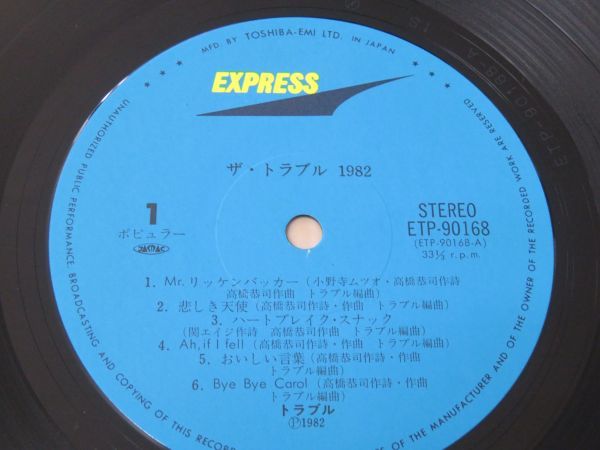 MFD. BY TOSHIBA-EMI LTD. IN JAPAN
EXPRESS
ザ・トラブル 1982
1
ポピュラー
JASRAC
STEREO
ETP-90168
(ETP-90168-A)
33⅓ r.p.m.
1. Mr. リッケンバッカー(小野寺ムツオ・高橋恭司作詩
高橋恭司作曲 トラブル編曲)
2. 悲しき天使(高橋恭司作詩・作曲 トラブル編曲)
3. ハートブレイク・スナック
(関エイジ作詩 高橋恭司作曲 トラブル編曲)
4. Ah, if I fell(高橋恭司作詩・作曲 トラブル編曲)
5. おいしい言葉(高橋恭司作詩・作曲
トラブル編曲)
6. Bye Bye Carol(高橋恭司作詩・作曲
トラブル編曲)
トラブル
Ⓟ1982
UNAUTHORIZED PUBLIC PERFORMANCE, BROADCASTING AND COPYING OF THIS RECORD
OF THE MANUFACTURER AND OF THE OWNER OF THE RECORDED WORK ARE RESERVED
ETP-90168-A 1S